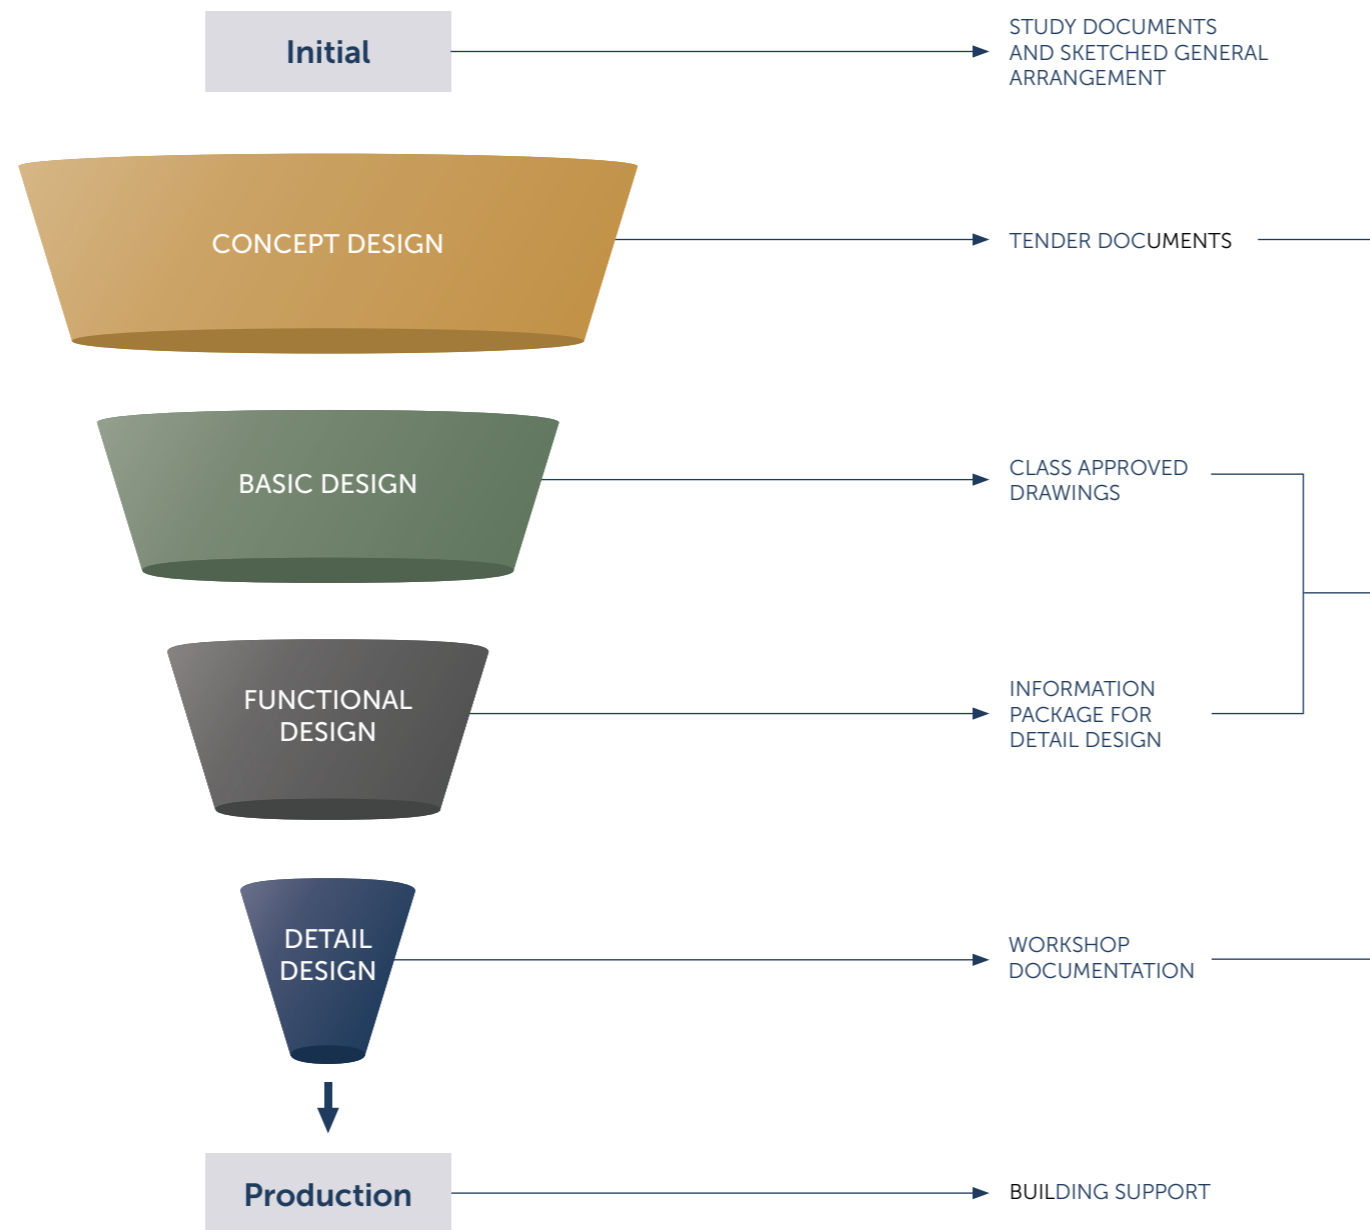 Initial
STUDY DOCUMENTS
AND SKETCHED GENERAL
ARRANGEMENT
CONCEPT DESIGN
TENDER DOCUMENTS
BASIC DESIGN
CLASS APPROVED
DRAWINGS
FUNCTIONAL
DESIGN
INFORMATION
PACKAGE FOR
DETAIL DESIGN
DETAIL
DESIGN
WORKSHOP
DOCUMENTATION
Production
BUILDING SUPPORT